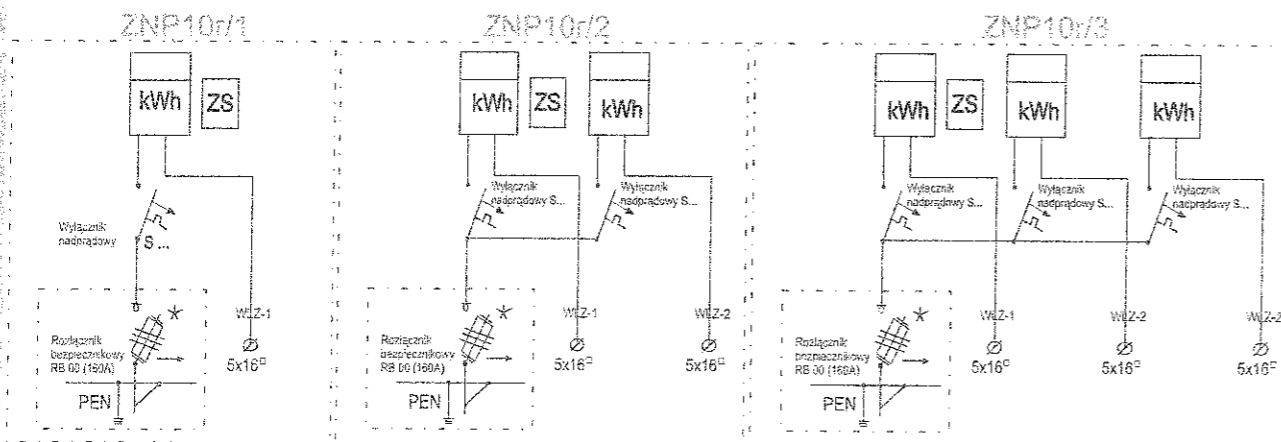 ZNP10r/1
kWh
ZS
Wyłącznik
nadprądowy
S ...
Rozłącznik
bezpiecznikowy
RB 00 (160A)
*
PEN
WLZ-1
5x16□
ZNP10r/2
kWh
ZS
kWh
Wyłącznik
nadprądowy S...
Wyłącznik
nadprądowy S...
Rozłącznik
bezpiecznikowy
RB 00 (160A)
*
PEN
WLZ-1
5x16□
WLZ-2
5x16□
ZNP10r/3
kWh
ZS
kWh
kWh
Wyłącznik
nadprądowy S...
Wyłącznik
nadprądowy S...
Wyłącznik
nadprądowy S...
Rozłącznik
bezpiecznikowy
RB 00 (160A)
*
PEN
WLZ-1
5x16□
WLZ-2
5x16□
WLZ-2
5x16□